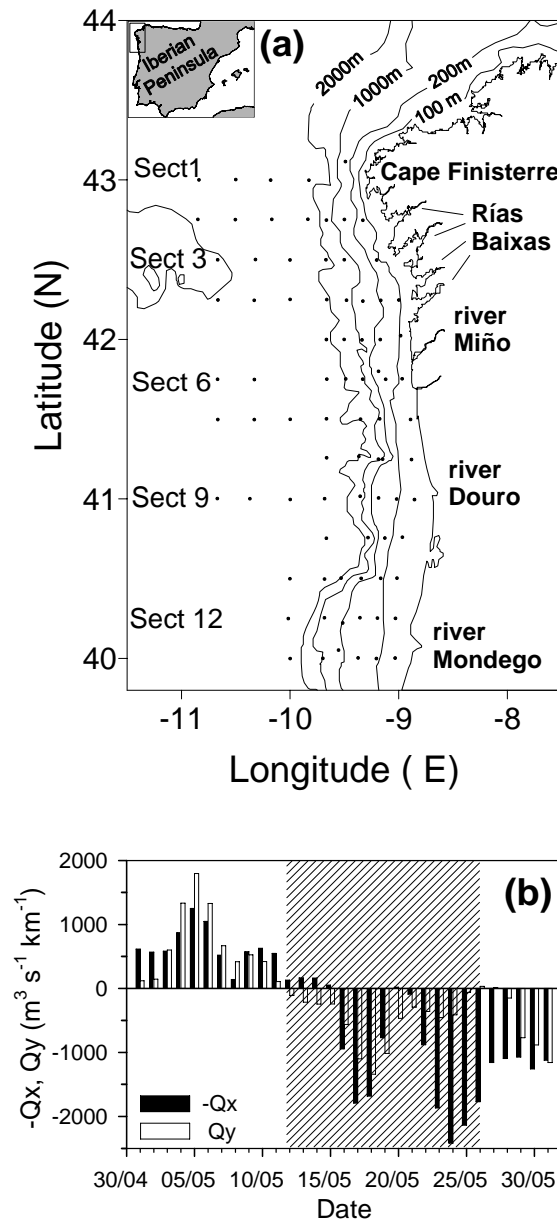 44
Iberian
Peninsula
(a)
2000m
1000m
200m
100 m
Sect1
43
Cape Finisterre
Rías
Baixas
Sect 3
river
Miño
42
Sect 6
Latitude (N)
river
Douro
41
Sect 9
Sect 12
river
Mondego
40
-11
-10
-9
-8
Longitude ( E)
2000
(b)
1000
0
-1000
-2000
-Qx, Qy (m³ s⁻¹ km⁻¹)
-Qx
Qy
30/04
05/05
10/05
15/05
20/05
25/05
30/05
Date